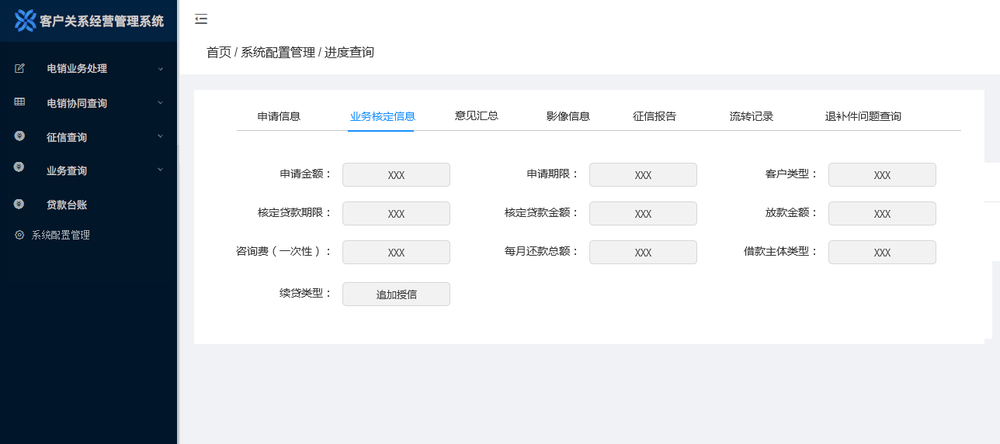 客户关系经营管理系统
电销业务处理
电销协同查询
征信查询
业务查询
贷款台账
系统配置管理
首页 / 系统配置管理 / 进度查询
申请信息 业务核定信息 意见汇总 影像信息 征信报告 流转记录 退补件问题查询
申请金额： XXX 申请期限： XXX 客户类型： XXX
核定贷款期限： XXX 核定贷款金额： XXX 放款金额： XXX
咨询费（一次性）： XXX 每月还款总额： XXX 借款主体类型： XXX
续贷类型： 追加授信